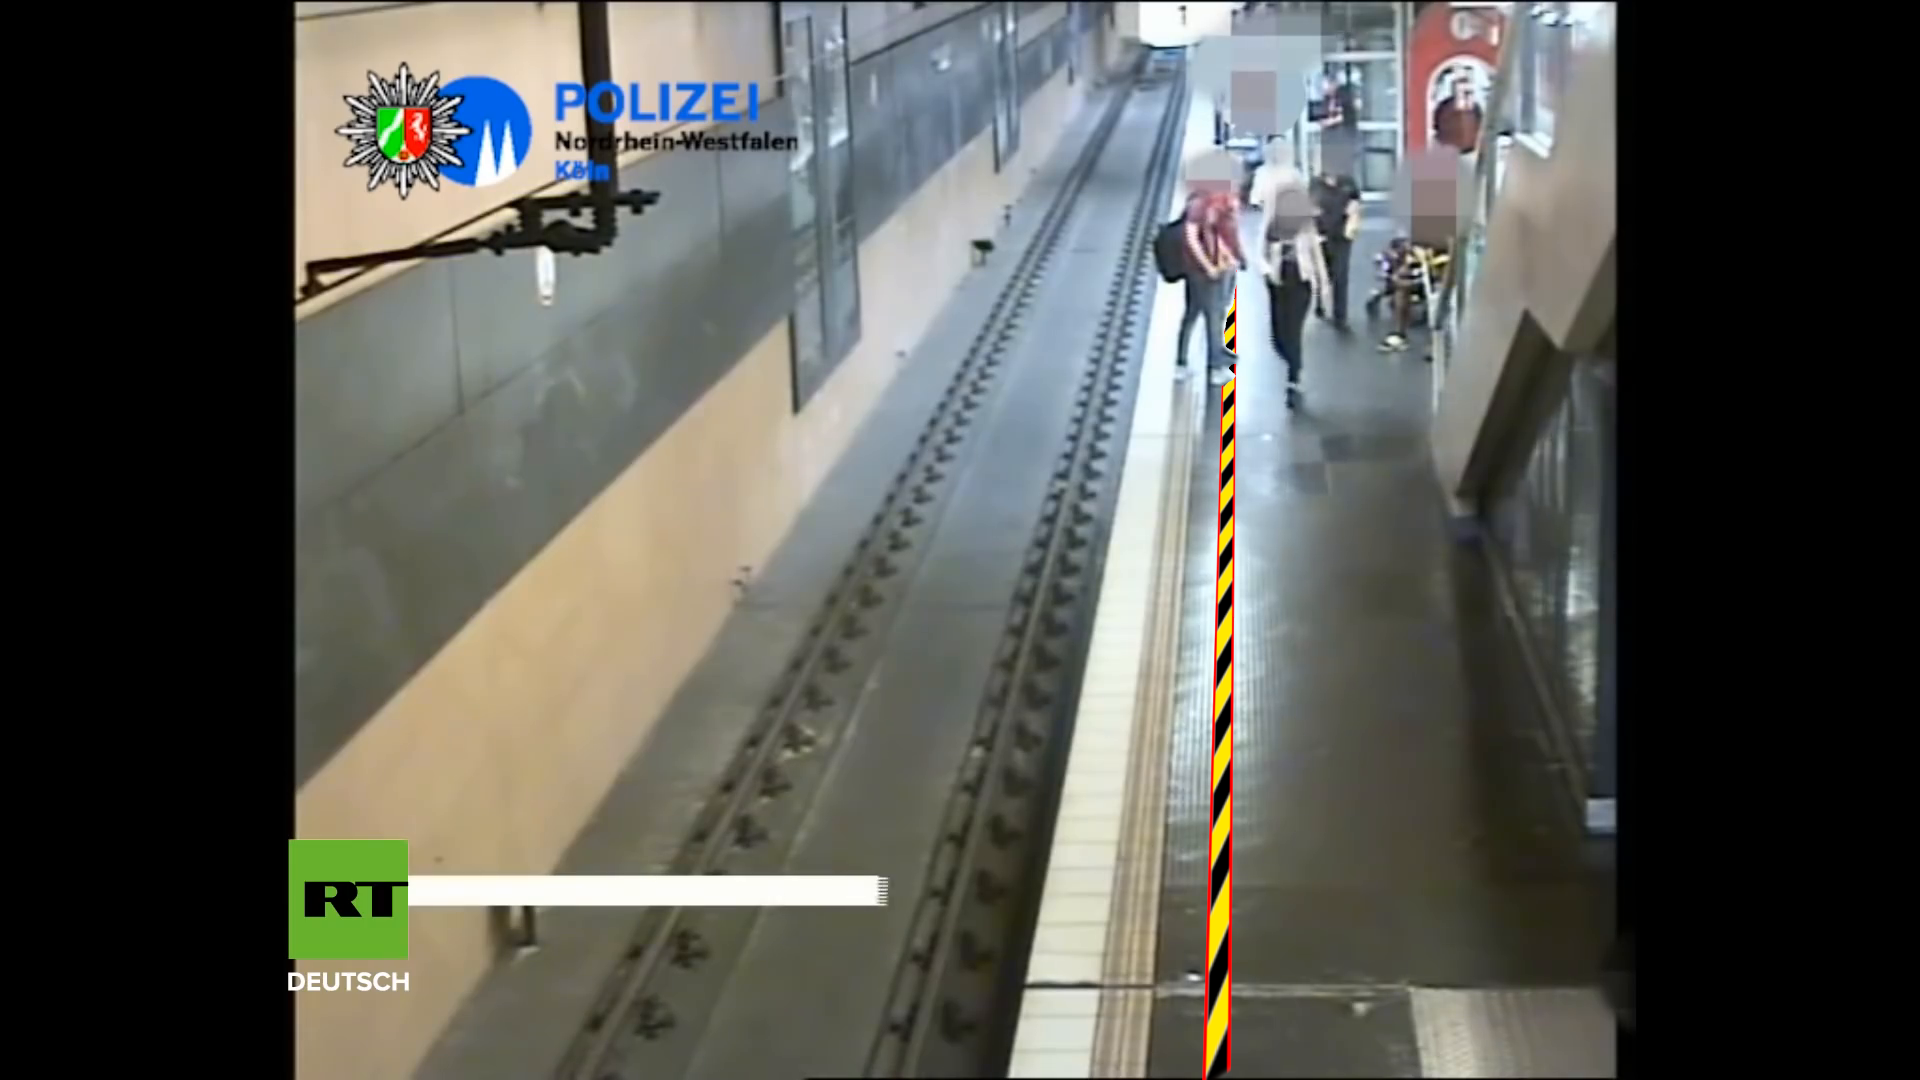 POLIZEI
Nordrhein-Westfalen
Köln
RT
DEUTSCH